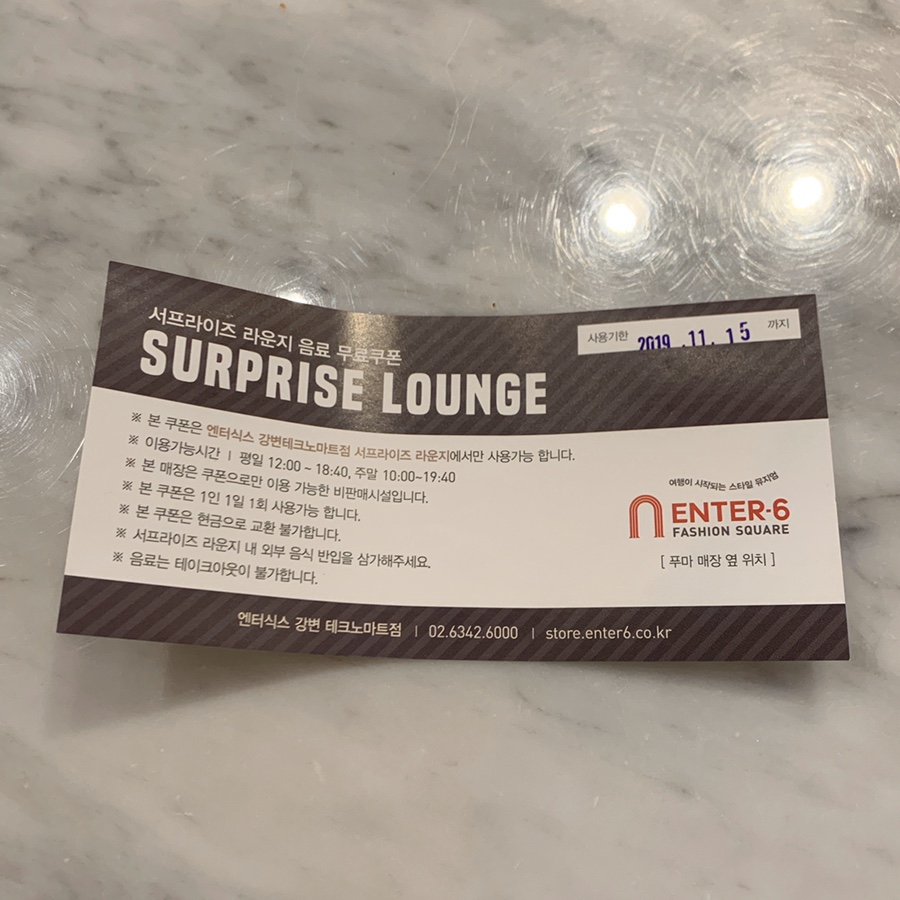 서프라이즈 라운지 음료 무료쿠폰
SURPRISE LOUNGE
사용기한 2019 .11. 15 까지
※ 본 쿠폰은 엔터식스 강변테크노마트점 서프라이즈 라운지에서만 사용가능 합니다.
※ 이용가능시간 | 평일 12:00 ~ 18:40, 주말 10:00~19:40
※ 본 매장은 쿠폰으로만 이용 가능한 비판매시설입니다.
※ 본 쿠폰은 1인 1일 1회 사용가능 합니다.
※ 본 쿠폰은 현금으로 교환 불가합니다.
※ 서프라이즈 라운지 내 외부 음식 반입을 삼가해주세요.
※ 음료는 테이크아웃이 불가합니다.
여행이 시작되는 스타일 뮤지엄
ENTER-6
FASHION SQUARE
[ 푸마 매장 옆 위치 ]
엔터식스 강변 테크노마트점 | 02.6342.6000 | store.enter6.co.kr